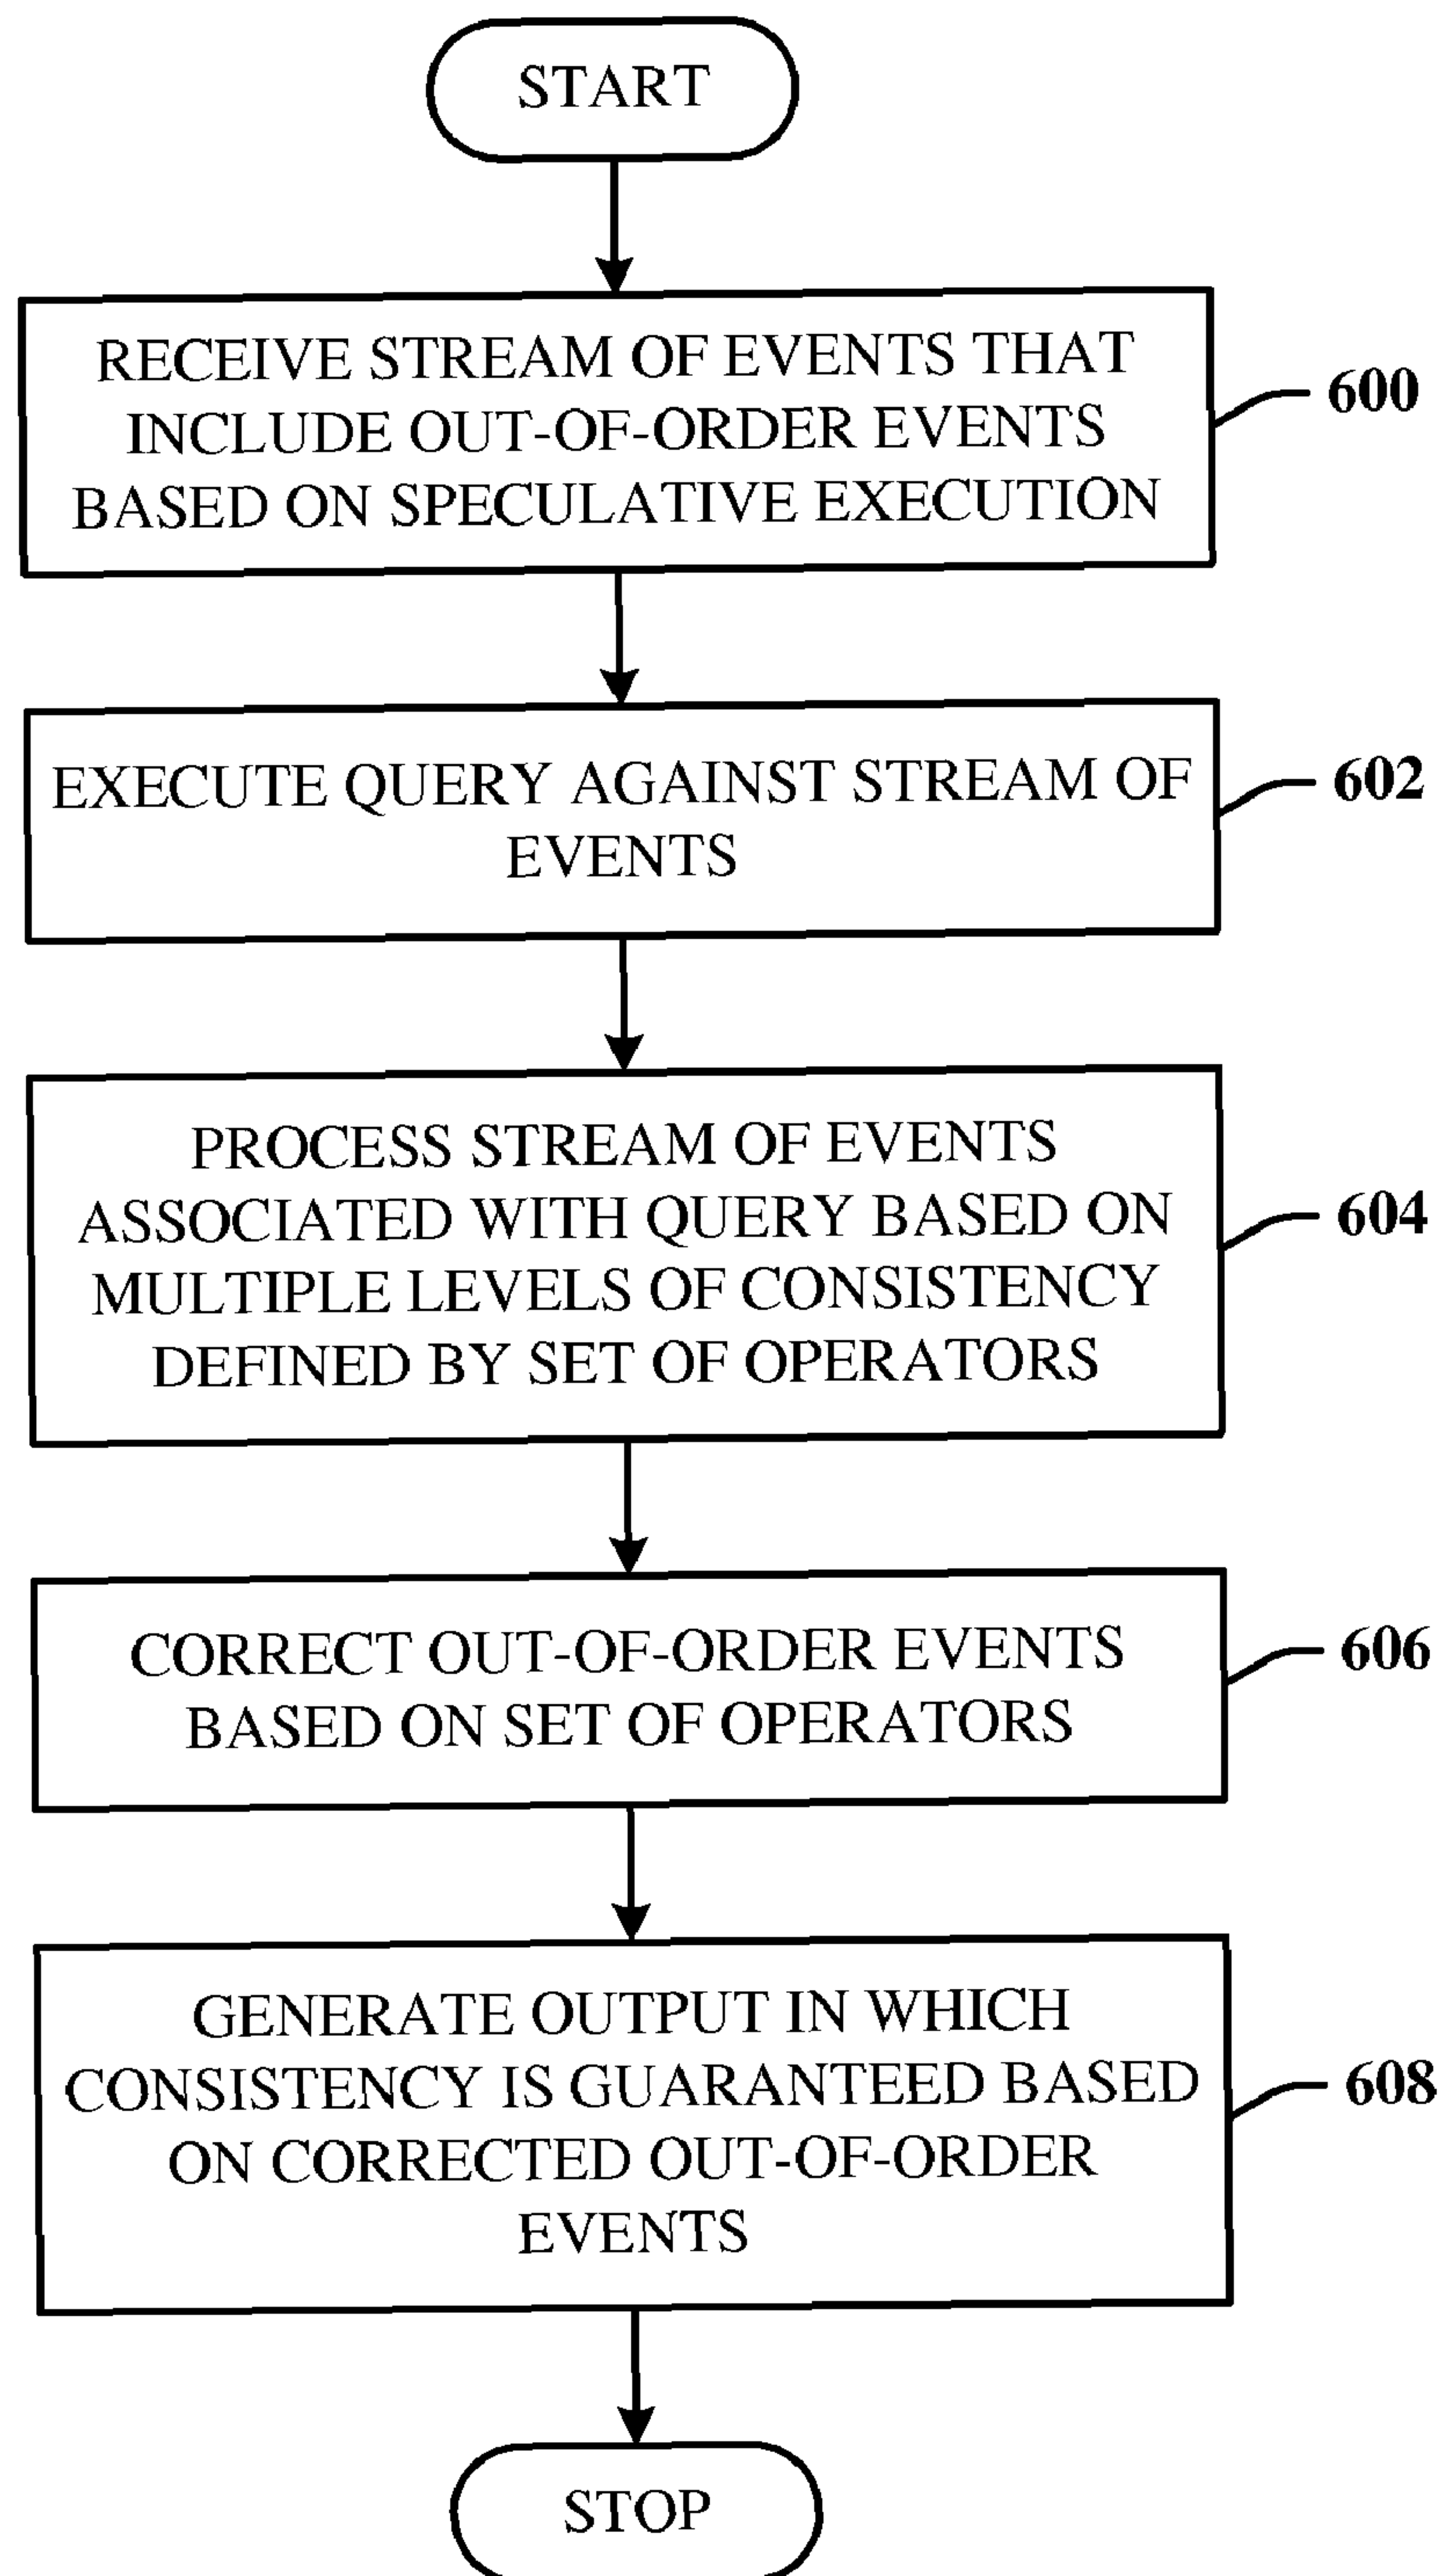 START
RECEIVE STREAM OF EVENTS THAT
INCLUDE OUT-OF-ORDER EVENTS
BASED ON SPECULATIVE EXECUTION
600
EXECUTE QUERY AGAINST STREAM OF
EVENTS
602
PROCESS STREAM OF EVENTS
ASSOCIATED WITH QUERY BASED ON
MULTIPLE LEVELS OF CONSISTENCY
DEFINED BY SET OF OPERATORS
604
CORRECT OUT-OF-ORDER EVENTS
BASED ON SET OF OPERATORS
606
GENERATE OUTPUT IN WHICH
CONSISTENCY IS GUARANTEED BASED
ON CORRECTED OUT-OF-ORDER
EVENTS
608
STOP